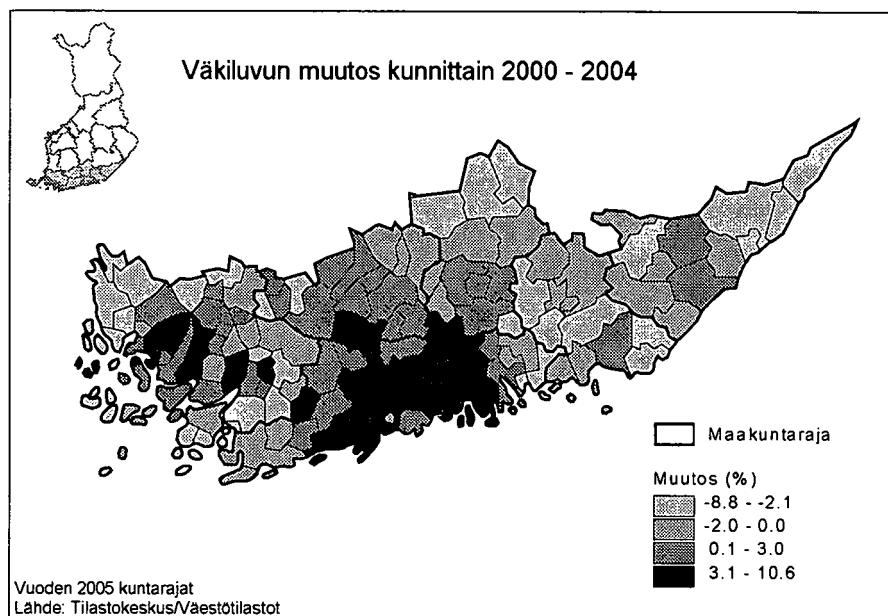 Väkiluvun muutos kunnittain 2000 - 2004
Maakuntaraja
Muutos (%)
-8.8 - -2.1
-2.0 - 0.0
0.1 - 3.0
3.1 - 10.6
Vuoden 2005 kuntarajat
Lähde: Tilastokeskus/Väestötilastot